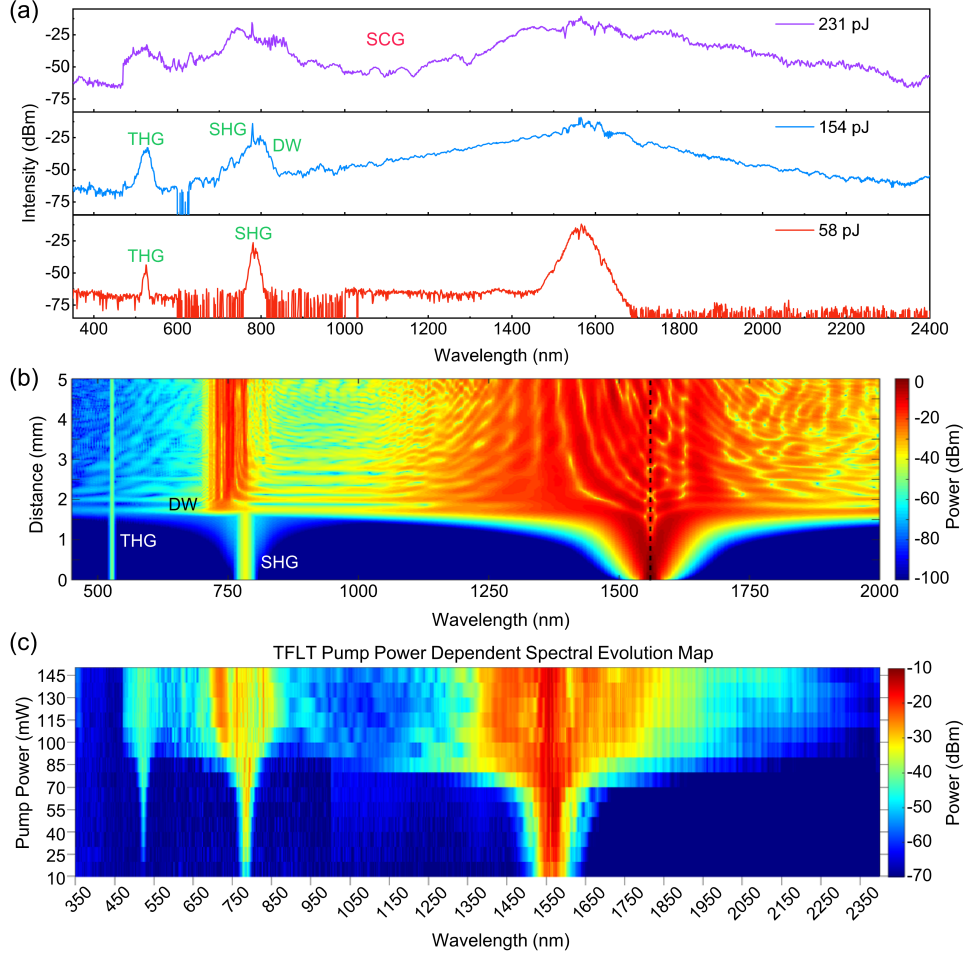 (a)
231 pJ
SCG
-25
-50
-75
154 pJ
THG
SHG
DW
-25
-50
-75
58 pJ
THG
SHG
-25
-50
-75
Intensity (dBm)
400 600 800 1000 1200 1400 1600 1800 2000 2200 2400
Wavelength (nm)
(b)
5
4
3
2
1
0
Distance (mm)
DW
THG
SHG
500 750 1000 1250 1500 1750 2000
Wavelength (nm)
0
-20
-40
-60
-80
-100
Power (dBm)
(c)
TFLT Pump Power Dependent Spectral Evolution Map
145
130
115
100
85
70
55
40
25
10
Pump Power (mW)
350 450 550 650 750 850 950 1050 1150 1250 1350 1450 1550 1650 1750 1850 1950 2050 2150 2250 2350
Wavelength (nm)
-10
-20
-30
-40
-50
-60
-70
Power (dBm)